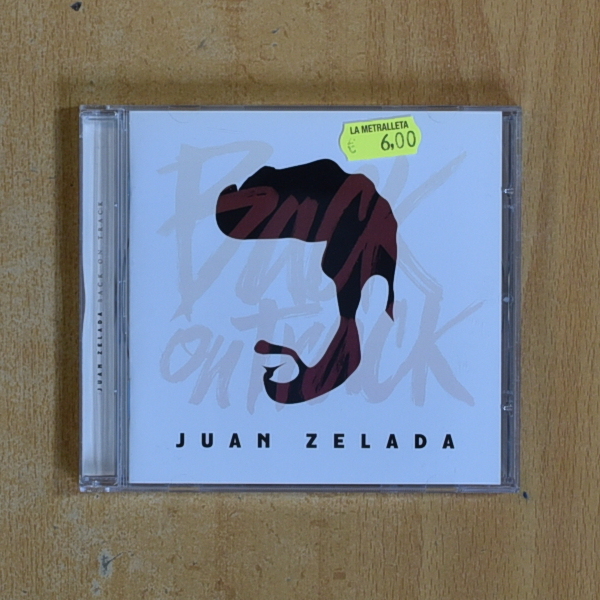 LA METRALLETA
€ 6,00
Back
on Track
JUAN ZELADA
JUAN ZELADA BACK ON TRACK